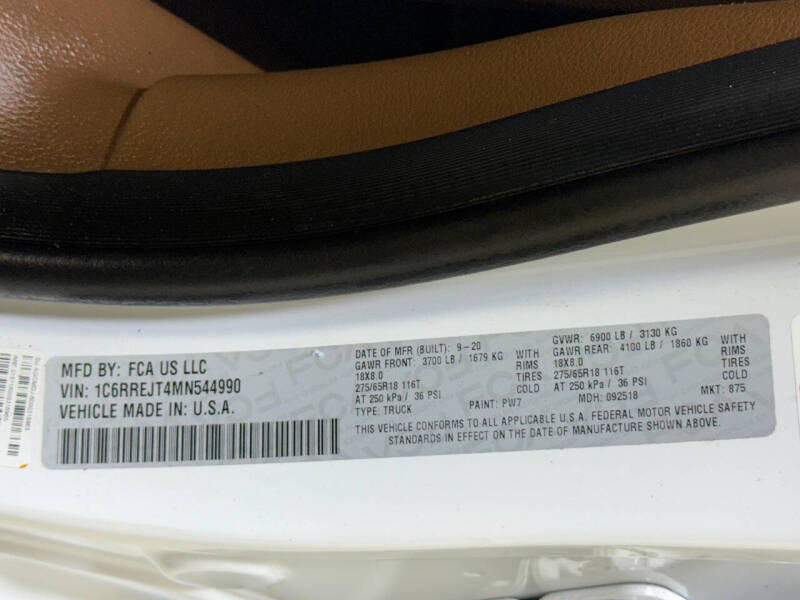 MFD BY: FCA US LLC
VIN: 1C6RREJT4MN544990
VEHICLE MADE IN: U.S.A.
DATE OF MFR (BUILT): 9-20
GAWR FRONT: 3700 LB / 1679 KG WITH
18X8.0 RIMS
275/65R18 116T TIRES
AT 250 kPa / 36 PSI COLD
TYPE: TRUCK PAINT: PW7
GVWR: 6900 LB / 3130 KG
GAWR REAR: 4100 LB / 1860 KG WITH
18X8.0 RIMS
275/65R18 116T TIRES
AT 250 kPa / 36 PSI COLD
MDH: 092518 MKT: 875
THIS VEHICLE CONFORMS TO ALL APPLICABLE U.S.A. FEDERAL MOTOR VEHICLE SAFETY
STANDARDS IN EFFECT ON THE DATE OF MANUFACTURE SHOWN ABOVE.